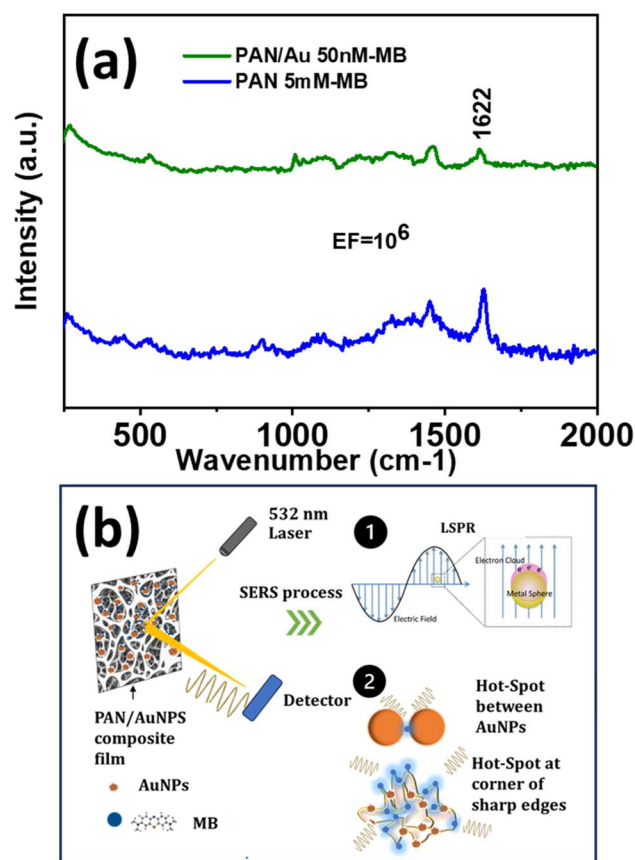 (a)
PAN/Au 50nM-MB
PAN 5mM-MB
1622
EF=10⁶
Intensity (a.u.)
500 1000 1500 2000
Wavenumber (cm-1)
(b)
532 nm
Laser
SERS process
Detector
PAN/AuNPS
composite
film
AuNPs
MB
1
LSPR
Electron Cloud
e e e
Metal Sphere
Electric Field
2
Hot-Spot
between
AuNPs
Hot-Spot at
corner of
sharp edges